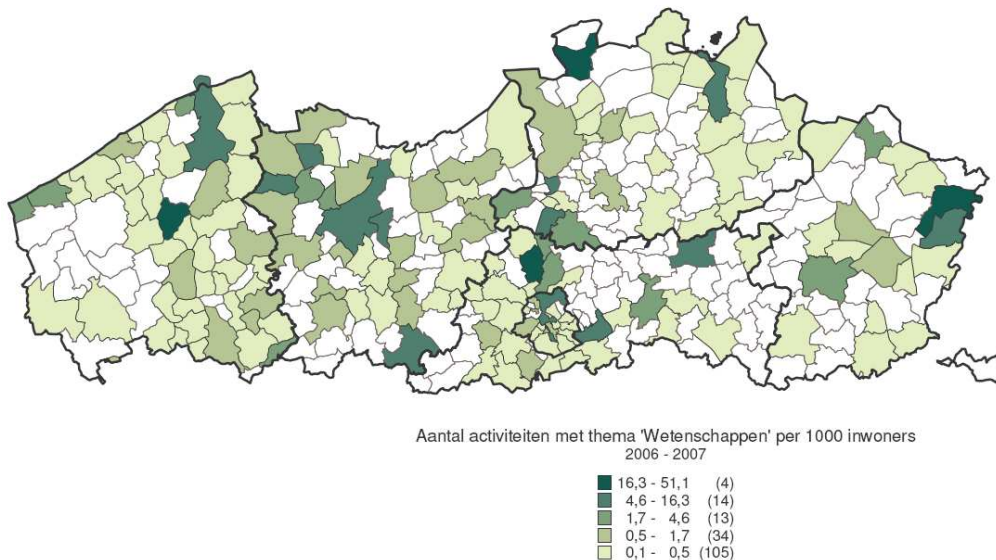 Aantal activiteiten met thema 'Wetenschappen' per 1000 inwoners
2006 - 2007
16,3 - 51,1 (4)
4,6 - 16,3 (14)
1,7 - 4,6 (13)
0,5 - 1,7 (34)
0,1 - 0,5 (105)